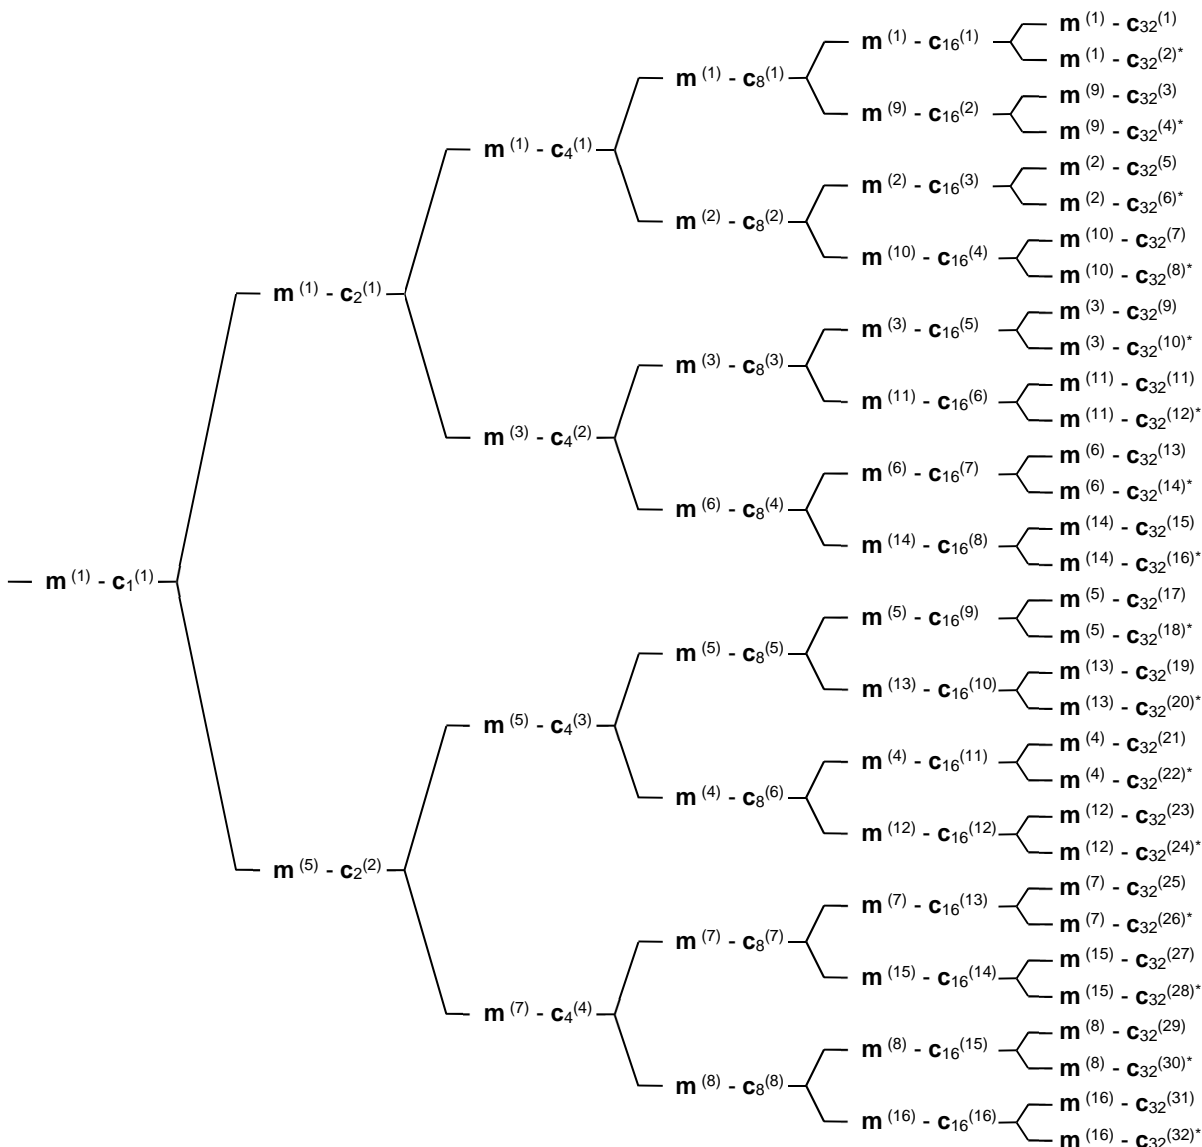 m (1) - c32(1)
m (1) - c16(1)
m (1) - c32(2)*
m (1) - c8(1)
m (9) - c32(3)
m (9) - c16(2)
m (9) - c32(4)*
m (1) - c4(1)
m (2) - c32(5)
m (2) - c16(3)
m (2) - c32(6)*
m (2) - c8(2)
m (10) - c32(7)
m (10) - c16(4)
m (10) - c32(8)*
m (1) - c2(1)
m (3) - c32(9)
m (3) - c16(5)
m (3) - c32(10)*
m (3) - c8(3)
m (11) - c32(11)
m (11) - c16(6)
m (11) - c32(12)*
m (3) - c4(2)
m (6) - c32(13)
m (6) - c16(7)
m (6) - c32(14)*
m (6) - c8(4)
m (14) - c32(15)
m (14) - c16(8)
m (14) - c32(16)*
m (1) - c1(1)
m (5) - c32(17)
m (5) - c16(9)
m (5) - c32(18)*
m (5) - c8(5)
m (13) - c32(19)
m (13) - c16(10)
m (13) - c32(20)*
m (5) - c4(3)
m (4) - c32(21)
m (4) - c16(11)
m (4) - c32(22)*
m (4) - c8(6)
m (12) - c32(23)
m (12) - c16(12)
m (12) - c32(24)*
m (5) - c2(2)
m (7) - c32(25)
m (7) - c16(13)
m (7) - c32(26)*
m (7) - c8(7)
m (15) - c32(27)
m (15) - c16(14)
m (15) - c32(28)*
m (7) - c4(4)
m (8) - c32(29)
m (8) - c16(15)
m (8) - c32(30)*
m (8) - c8(8)
m (16) - c32(31)
m (16) - c16(16)
m (16) - c32(32)*